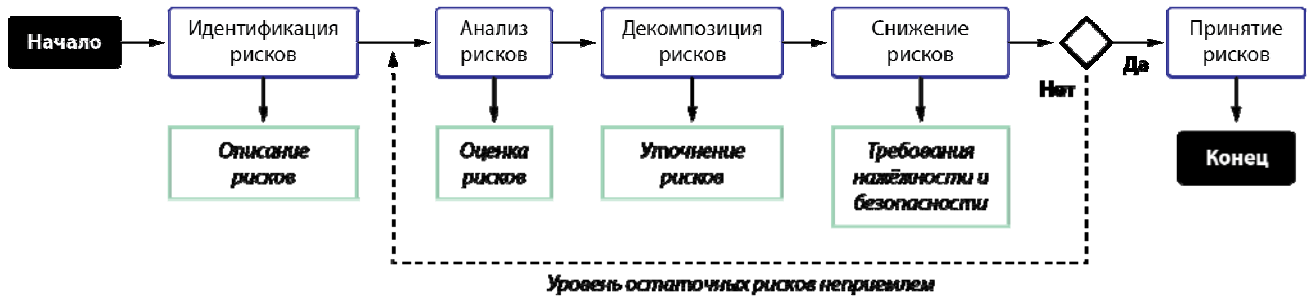 Начало
Идентификация
рисков
Анализ
рисков
Декомпозиция
рисков
Снижение
рисков
Да
Нет
Принятие
рисков
Описание
рисков
Оценка
рисков
Уточнение
рисков
Требования
надёжности и
безопасности
Конец
Уровень остаточных рисков неприемлем